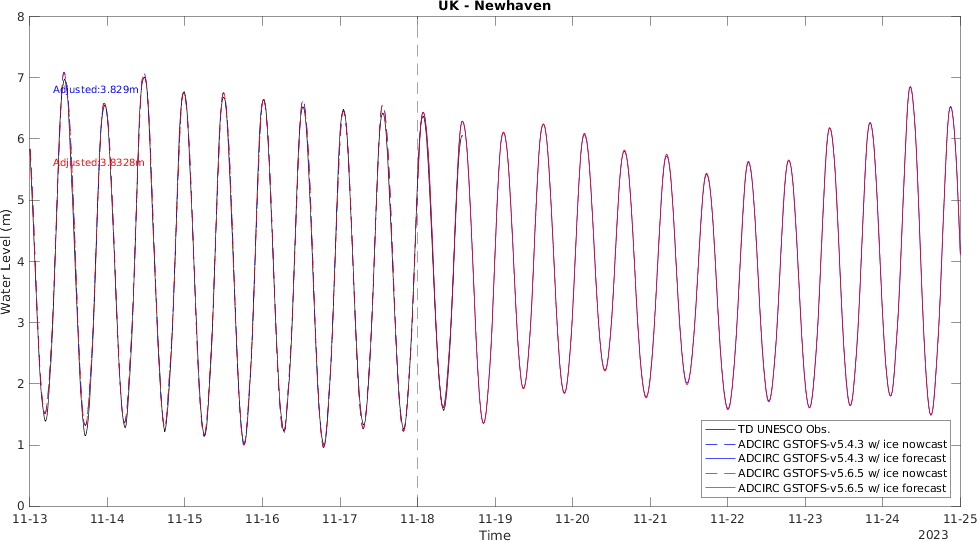 UK - Newhaven
8
7
6
5
4
3
2
1
0
Water Level (m)
Adjusted:3.829m
Adjusted:3.8328m
TD UNESCO Obs.
ADCIRC GSTOFS-v5.4.3 w/ ice nowcast
ADCIRC GSTOFS-v5.4.3 w/ ice forecast
ADCIRC GSTOFS-v5.6.5 w/ ice nowcast
ADCIRC GSTOFS-v5.6.5 w/ ice forecast
11-13 11-14 11-15 11-16 11-17 11-18 11-19 11-20 11-21 11-22 11-23 11-24 11-25
Time
2023